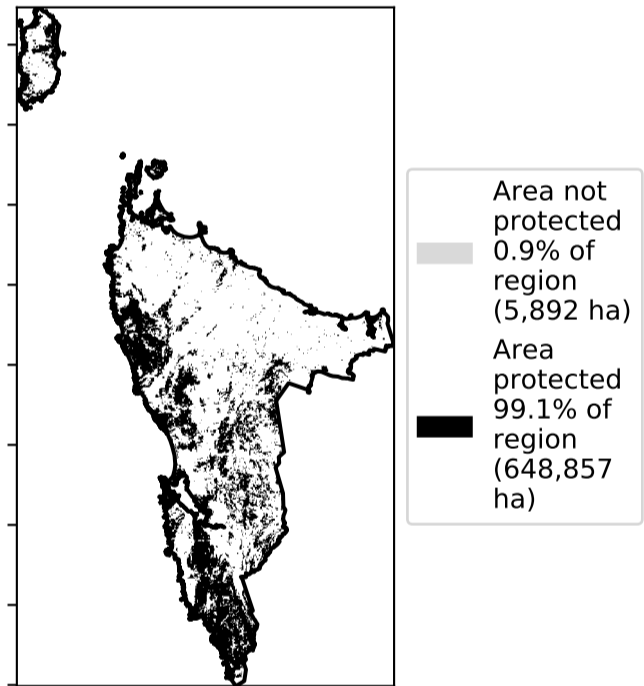 Area not
protected
0.9% of
region
(5,892 ha)
Area
protected
99.1% of
region
(648,857
ha)